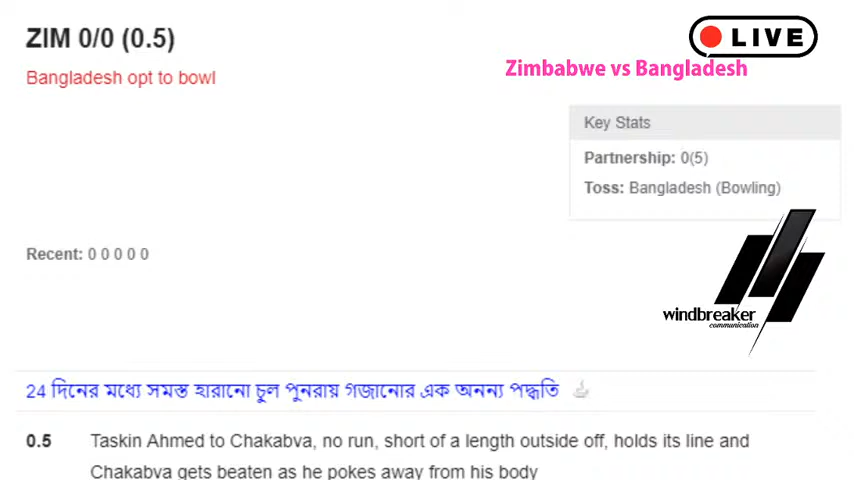 ZIM 0/0 (0.5)
LIVE
Bangladesh opt to bowl
Zimbabwe vs Bangladesh
Key Stats
Partnership: 0(5)
Toss: Bangladesh (Bowling)
Recent: 0 0 0 0 0
windbreaker
communication
24 দিনের মধ্যে সমস্ত হারানো চুল পুনরায় গজানোর এক অনন্য পদ্ধতি
0.5 Taskin Ahmed to Chakabva, no run, short of a length outside off, holds its line and
Chakabva gets beaten as he pokes away from his body